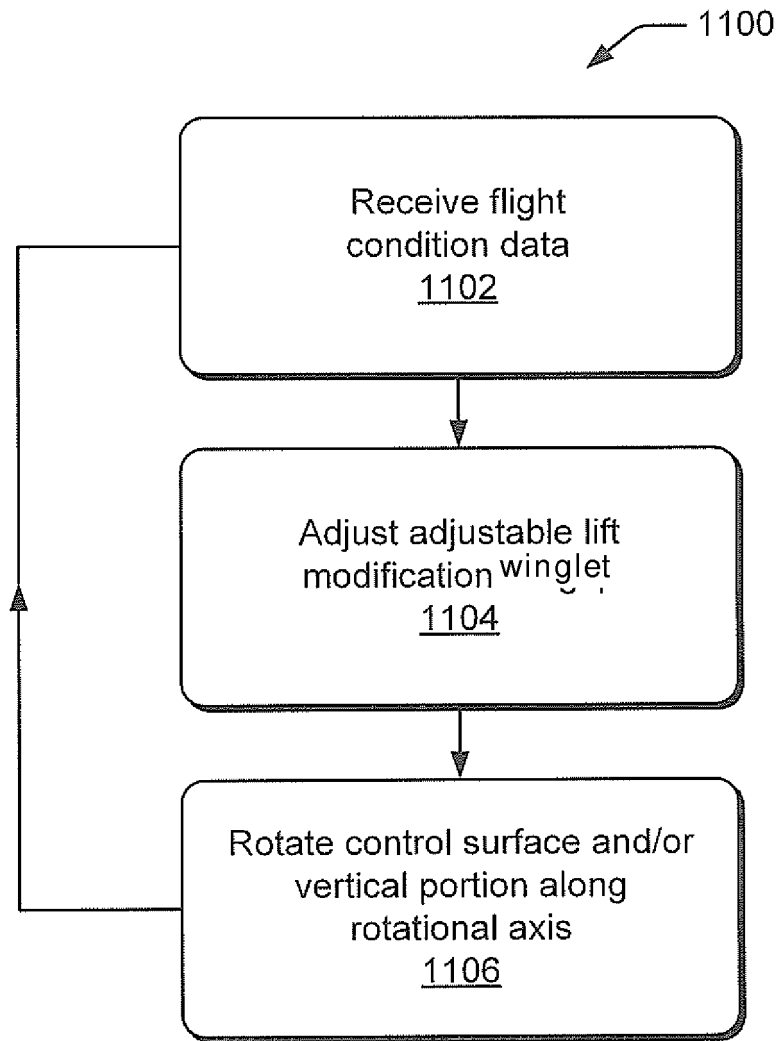 1100
Receive flight
condition data
1102
Adjust adjustable lift
modification winglet
1104
Rotate control surface and/or
vertical portion along
rotational axis
1106